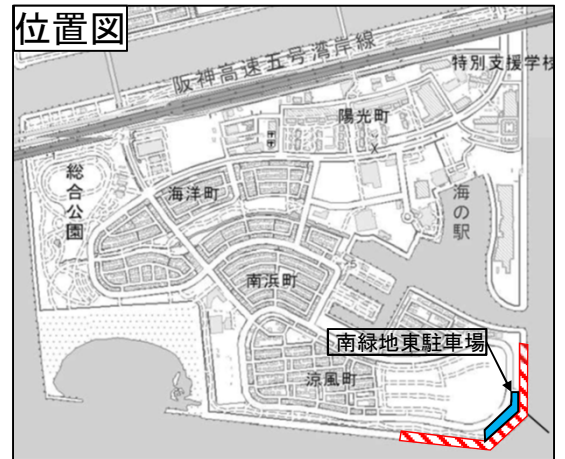 位置図
阪神高速五号湾岸線
特別支援学校
陽光町
総合公園
海洋町
海の駅
南浜町
南緑地東駐車場
涼風町